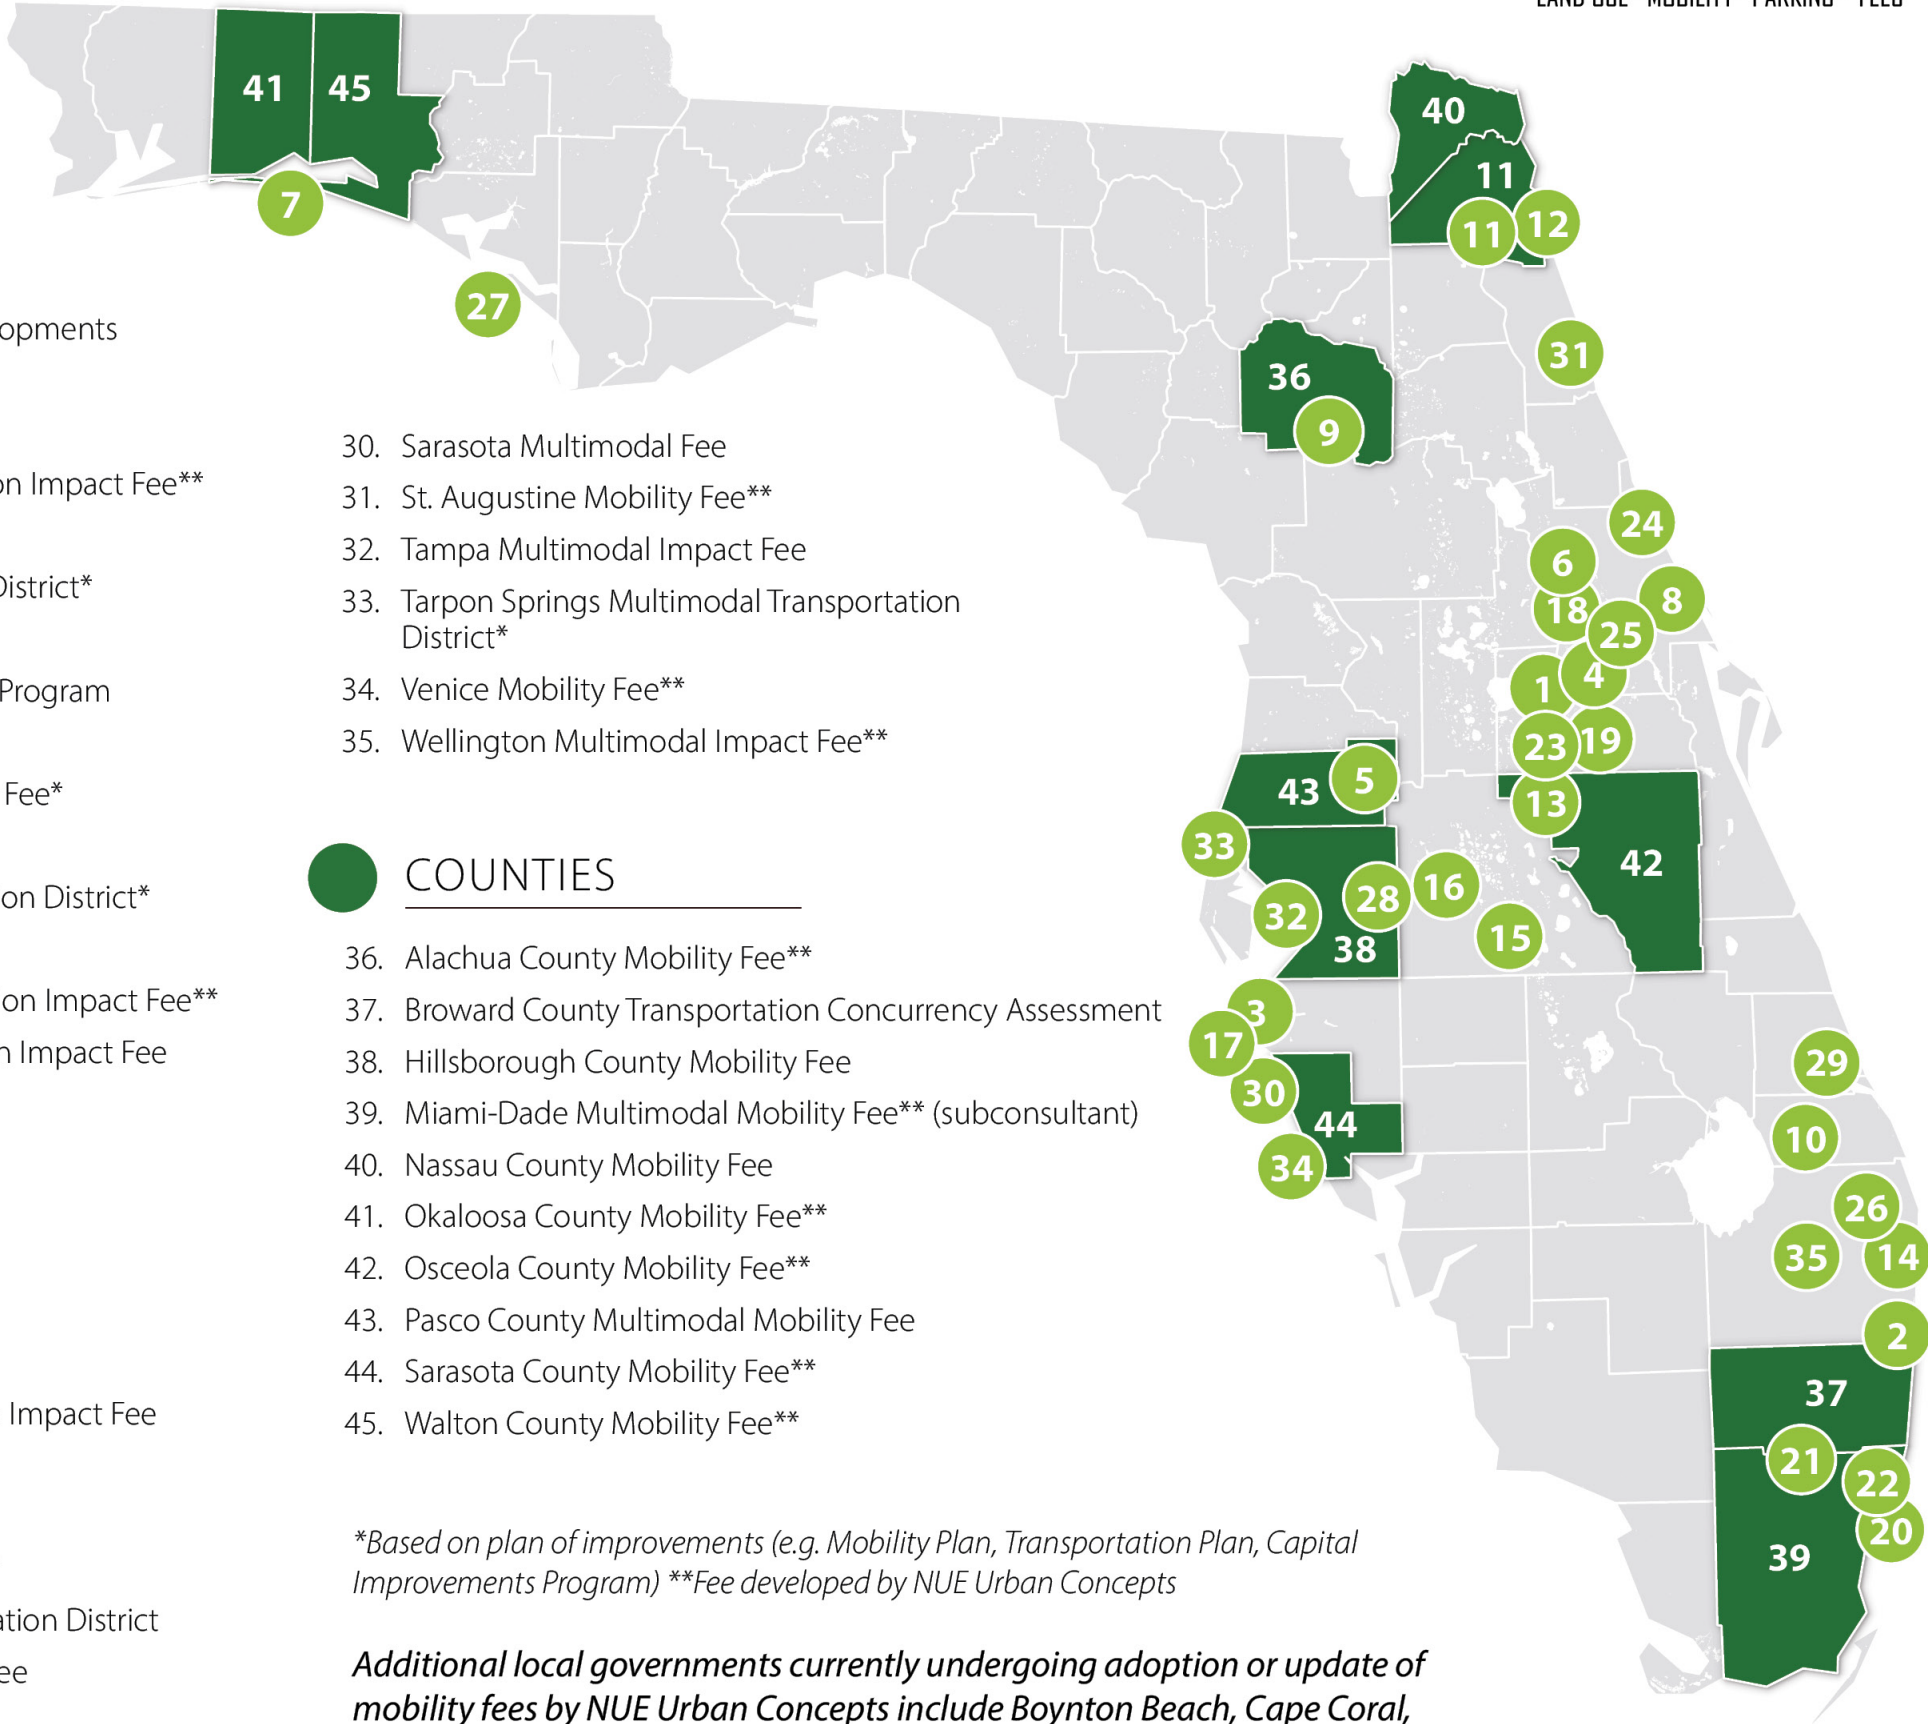 LAND USE MOBILITY PARKING FEES
opments
on Impact Fee**
District*
Program
Fee*
on District*
ion Impact Fee**
n Impact Fee
Impact Fee
ation District
ee
30. Sarasota Multimodal Fee
31. St. Augustine Mobility Fee**
32. Tampa Multimodal Impact Fee
33. Tarpon Springs Multimodal Transportation
District*
34. Venice Mobility Fee**
35. Wellington Multimodal Impact Fee**
COUNTIES
36. Alachua County Mobility Fee**
37. Broward County Transportation Concurrency Assessment
38. Hillsborough County Mobility Fee
39. Miami-Dade Multimodal Mobility Fee** (subconsultant)
40. Nassau County Mobility Fee
41. Okaloosa County Mobility Fee**
42. Osceola County Mobility Fee**
43. Pasco County Multimodal Mobility Fee
44. Sarasota County Mobility Fee**
45. Walton County Mobility Fee**
*Based on plan of improvements (e.g. Mobility Plan, Transportation Plan, Capital
Improvements Program) **Fee developed by NUE Urban Concepts
Additional local governments currently undergoing adoption or update of
mobility fees by NUE Urban Concepts include Boynton Beach, Cape Coral,
41
45
7
27
40
11
11
12
31
36
9
24
6
18
8
25
4
1
23
19
13
42
43
5
33
32
28
16
15
38
3
17
30
44
34
29
10
26
35
14
2
37
21
22
20
39